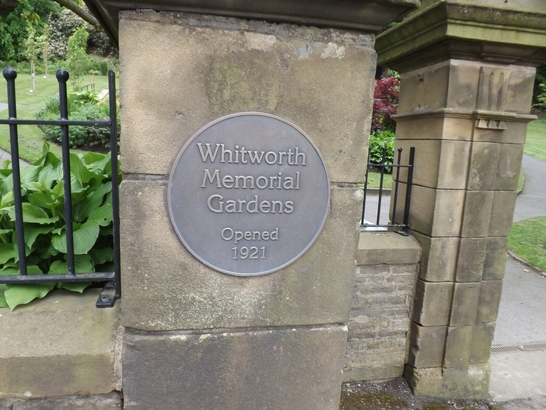 Whitworth
Memorial
Gardens
Opened
1921